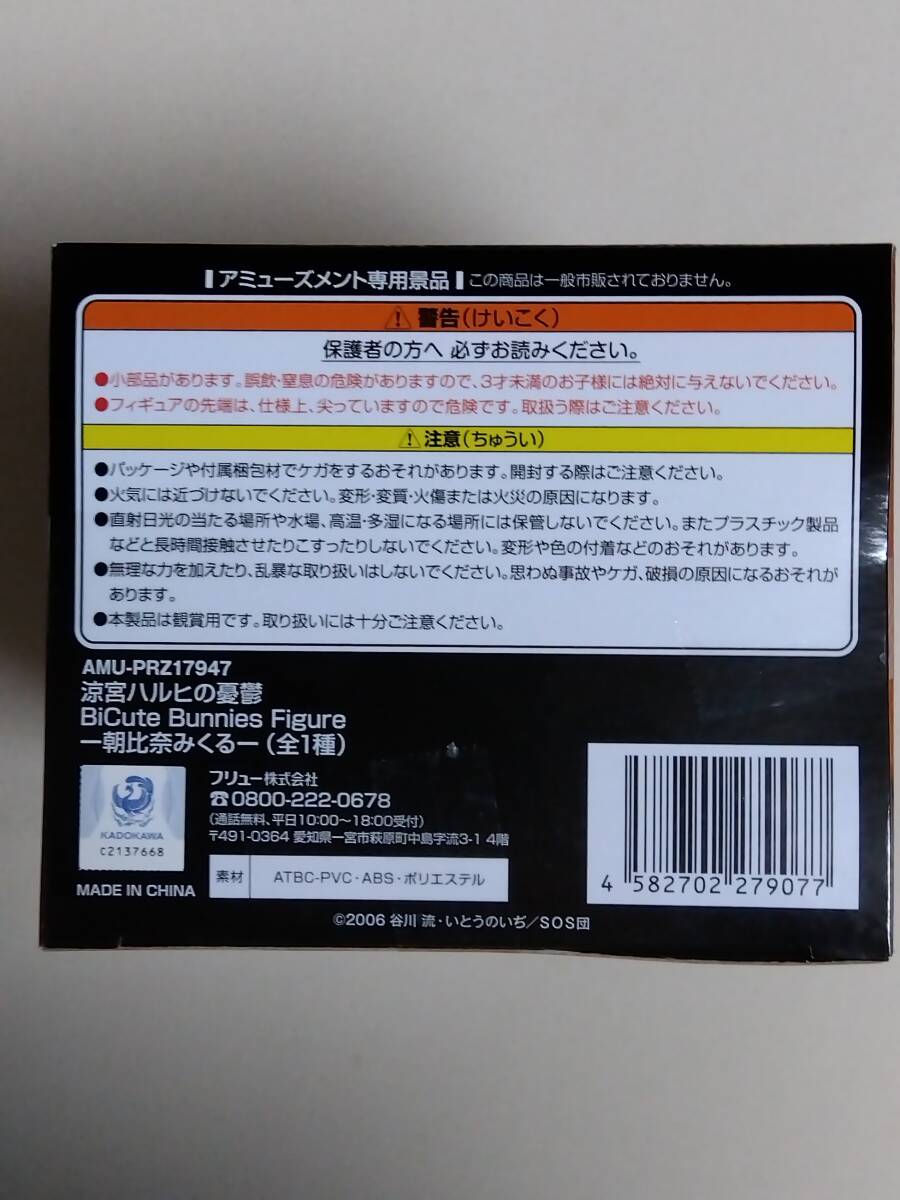 アミューズメント専用景品 この商品は一般市販されておりません。
⚠ 警告(けいこく)
保護者の方へ 必ずお読みください。
●小部品があります。誤飲・窒息の危険がありますので、3才未満のお子様には絶対に与えないでください。
●フィギュアの先端は、仕様上、尖っていますので危険です。取扱う際はご注意ください。
⚠ 注意(ちゅうい)
●パッケージや付属梱包材でケガをするおそれがあります。開封する際はご注意ください。
●火気には近づけないでください。変形・変質・火傷または火災の原因になります。
●直射日光の当たる場所や水場、高温・多湿になる場所には保管しないでください。またプラスチック製品
などと長時間接触させたりこすったりしないでください。変形や色の付着などのおそれがあります。
●無理な力を加えたり、乱暴な取り扱いはしないでください。思わぬ事故やケガ、破損の原因になるおそれが
あります。
●本製品は観賞用です。取り扱いには十分ご注意ください。
AMU-PRZ17947
涼宮ハルヒの憂鬱
BiCute Bunnies Figure
ー朝比奈みくるー(全1種)
KADOKAWA
C2137668
MADE IN CHINA
フリュー株式会社
☎0800-222-0678
(通話無料、平日10:00~18:00受付)
〒491-0364 愛知県一宮市萩原町中島字流3-1 4階
素材 ATBC-PVC・ABS・ポリエステル
4 582702 279077
©2006 谷川 流・いとうのいぢ/SOS団